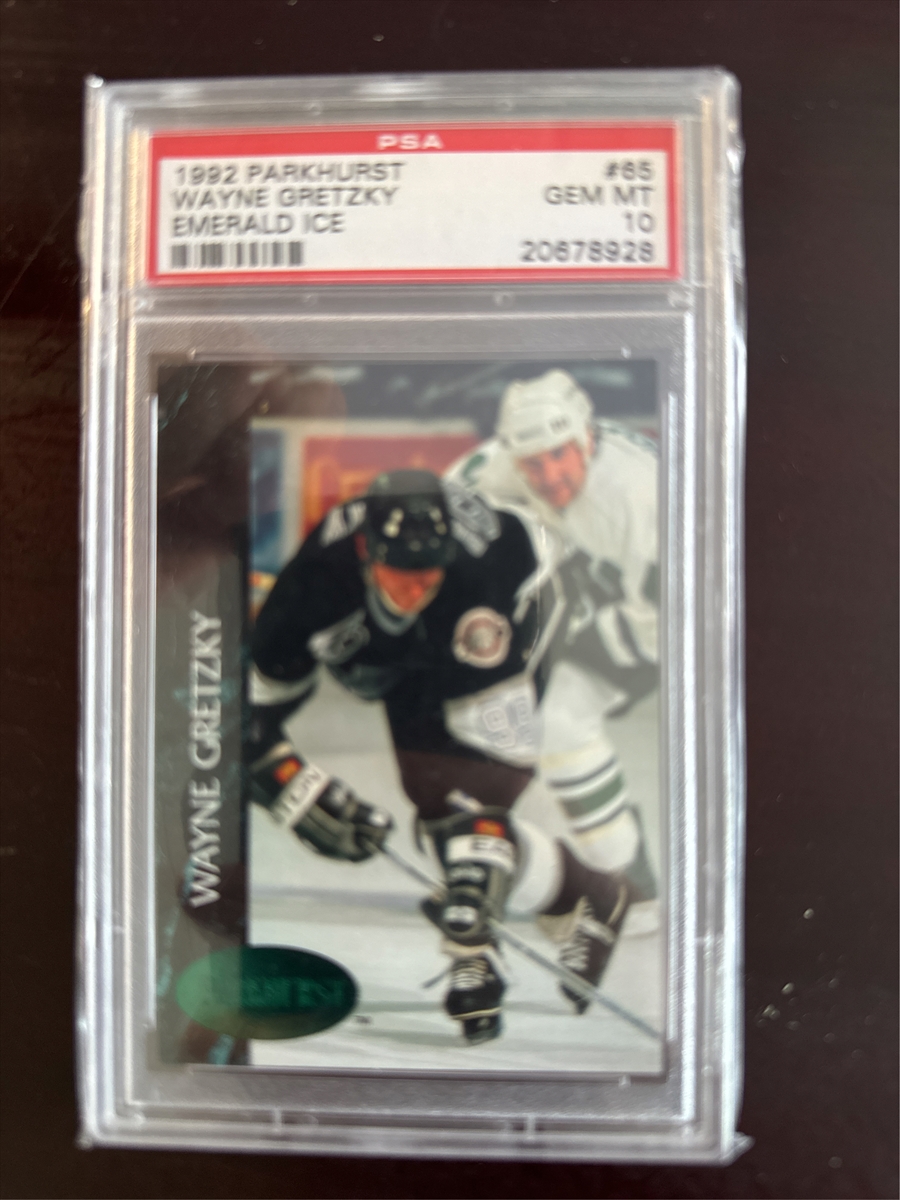 PSA
1992 PARKHURST #65
WAYNE GRETZKY GEM MT
EMERALD ICE 10
20678928
WAYNE GRETZKY